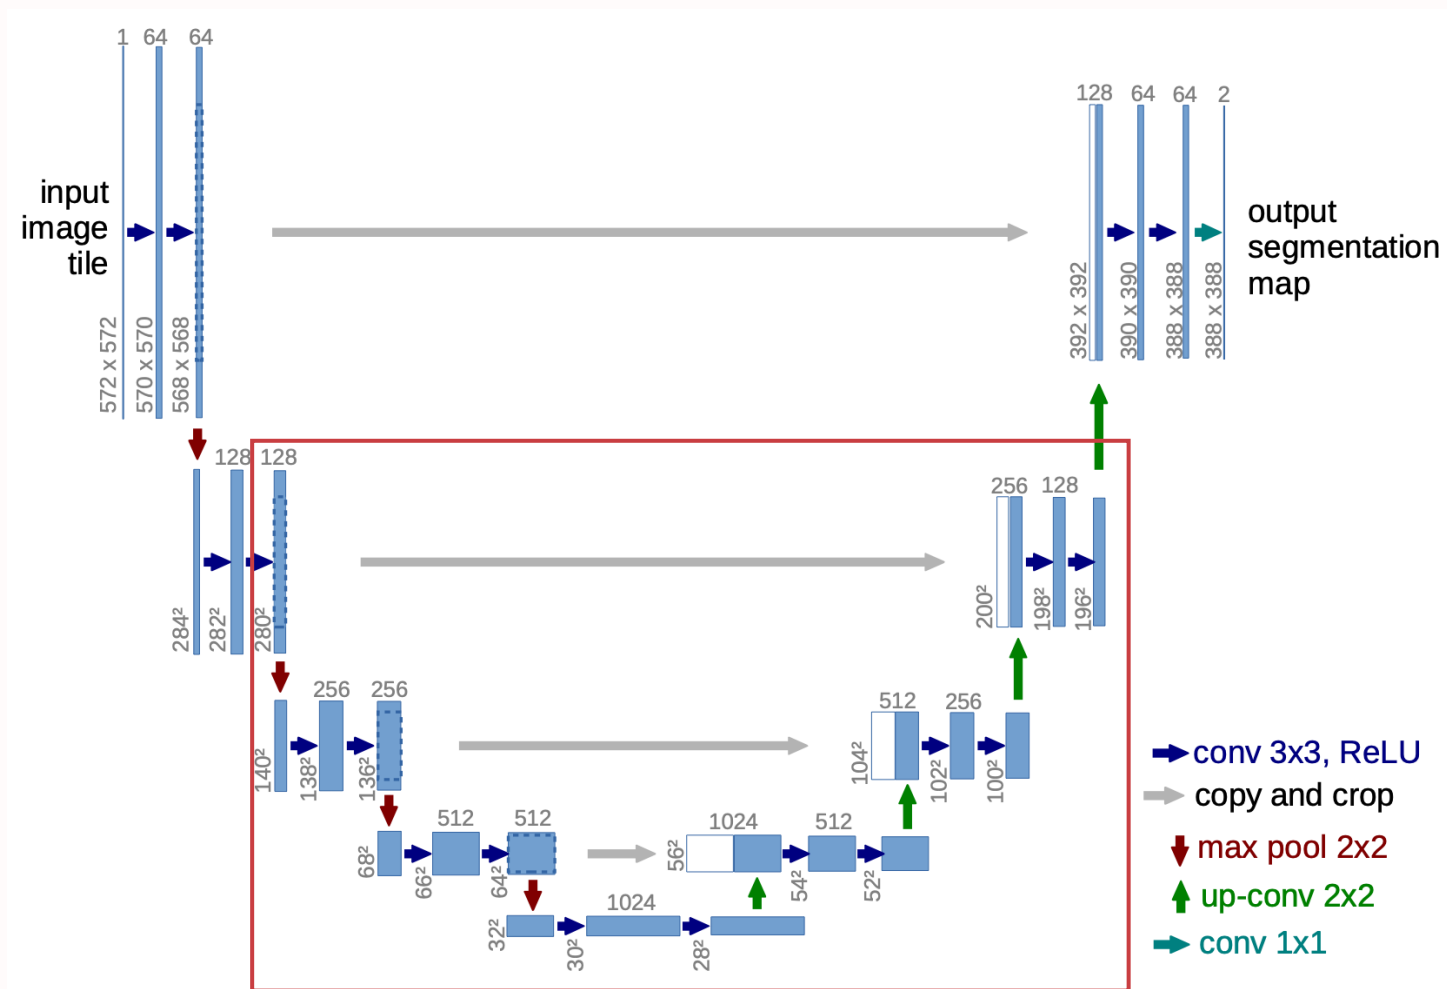 1 64 64
128 64 64 2
input
image
tile
output
segmentation
map
572 x 572
570 x 570
568 x 568
392 x 392
390 x 390
388 x 388
388 x 388
128 128
256 128
284²
282²
280²
200²
198²
196²
256 256
512 256
140²
138²
136²
104²
102²
100²
512 512
1024 512
68²
66²
64²
56²
54²
52²
1024
32²
30²
28²
conv 3x3, ReLU
copy and crop
max pool 2x2
up-conv 2x2
conv 1x1